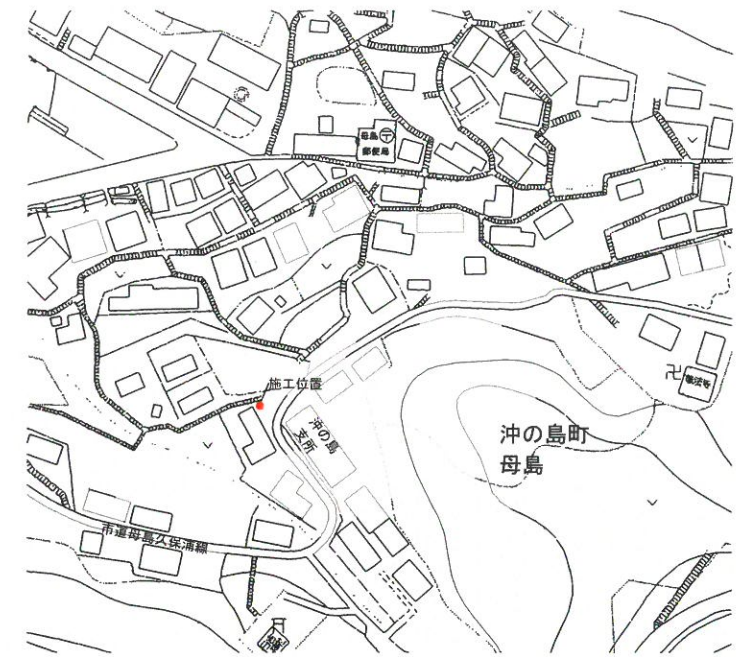 母島
郵便局
施工位置
沖の島
支所
沖の島町
母島
市道母島久保浦線